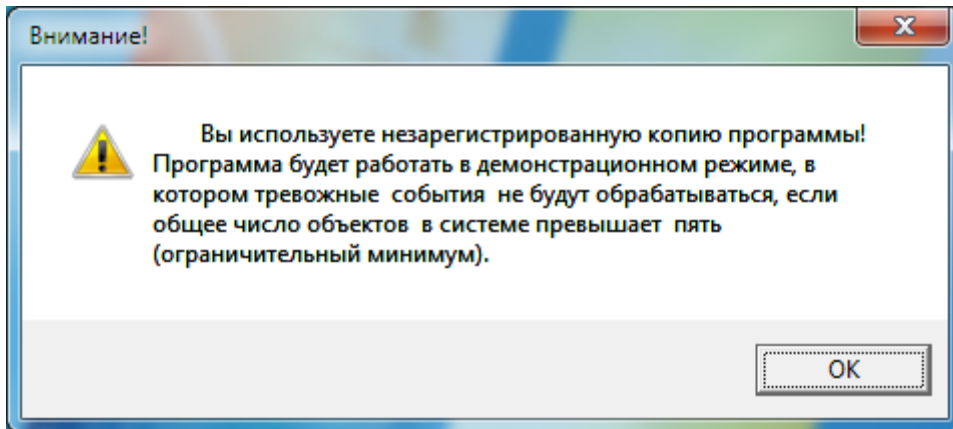 Внимание!
Вы используете незарегистрированную копию программы!
Программа будет работать в демонстрационном режиме, в
котором тревожные события не будут обрабатываться, если
общее число объектов в системе превышает пять
(ограничительный минимум).
OK